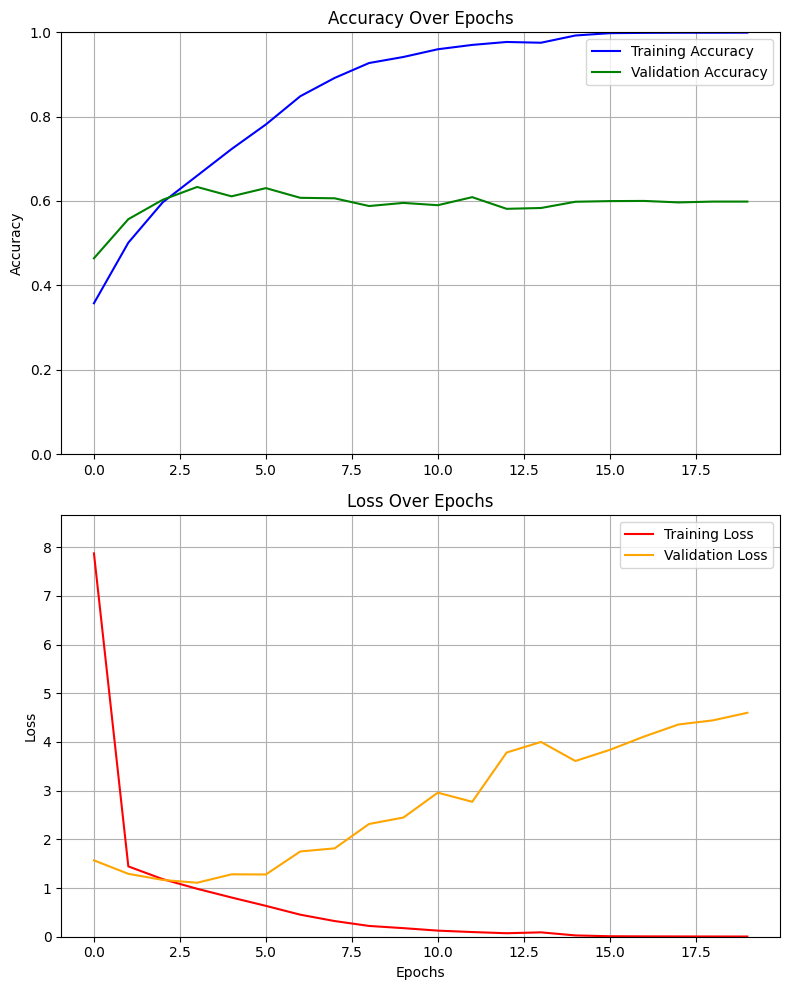 Accuracy Over Epochs
1.0
0.8
0.6
0.4
0.2
0.0
Accuracy
Training Accuracy
Validation Accuracy
0.0 2.5 5.0 7.5 10.0 12.5 15.0 17.5
Loss Over Epochs
8
7
6
5
4
3
2
1
0
Loss
Training Loss
Validation Loss
0.0 2.5 5.0 7.5 10.0 12.5 15.0 17.5
Epochs